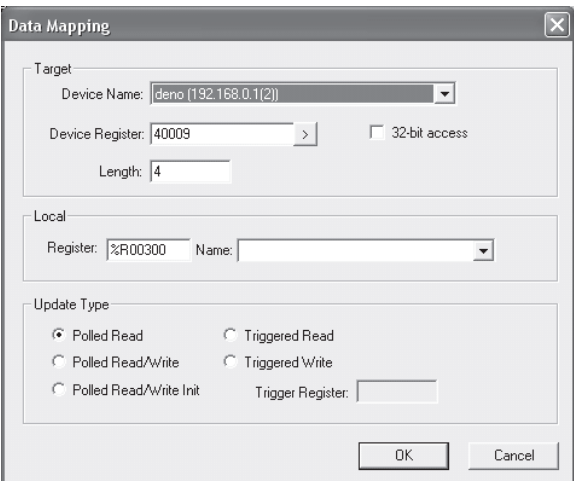 Data Mapping
Target
Device Name: deno (192.168.0.1(2))
Device Register: 40009 > 32-bit access
Length: 4
Local
Register: %R00300 Name:
Update Type
Polled Read Triggered Read
Polled Read/Write Triggered Write
Polled Read/Write Init Trigger Register:
OK Cancel